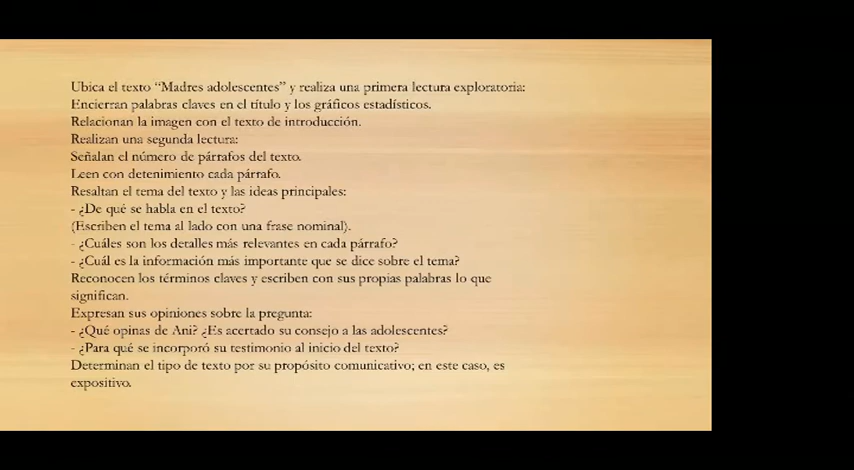 Ubica el texto “Madres adolescentes” y realiza una primera lectura exploratoria:
Encierran palabras claves en el título y los gráficos estadísticos.
Relacionan la imagen con el texto de introducción.
Realizan una segunda lectura:
Señalan el número de párrafos del texto.
Leen con detenimiento cada párrafo.
Resaltan el tema del texto y las ideas principales:
- ¿De qué se habla en el texto?
(Escriben el tema al lado con una frase nominal).
- ¿Cuáles son los detalles más relevantes en cada párrafo?
- ¿Cuál es la información más importante que se dice sobre el tema?
Reconocen los términos claves y escriben con sus propias palabras lo que
significan.
Expresan sus opiniones sobre la pregunta:
- ¿Qué opinas de Ani? ¿Es acertado su consejo a las adolescentes?
- ¿Para qué se incorporó su testimonio al inicio del texto?
Determinan el tipo de texto por su propósito comunicativo; en este caso, es
expositivo.